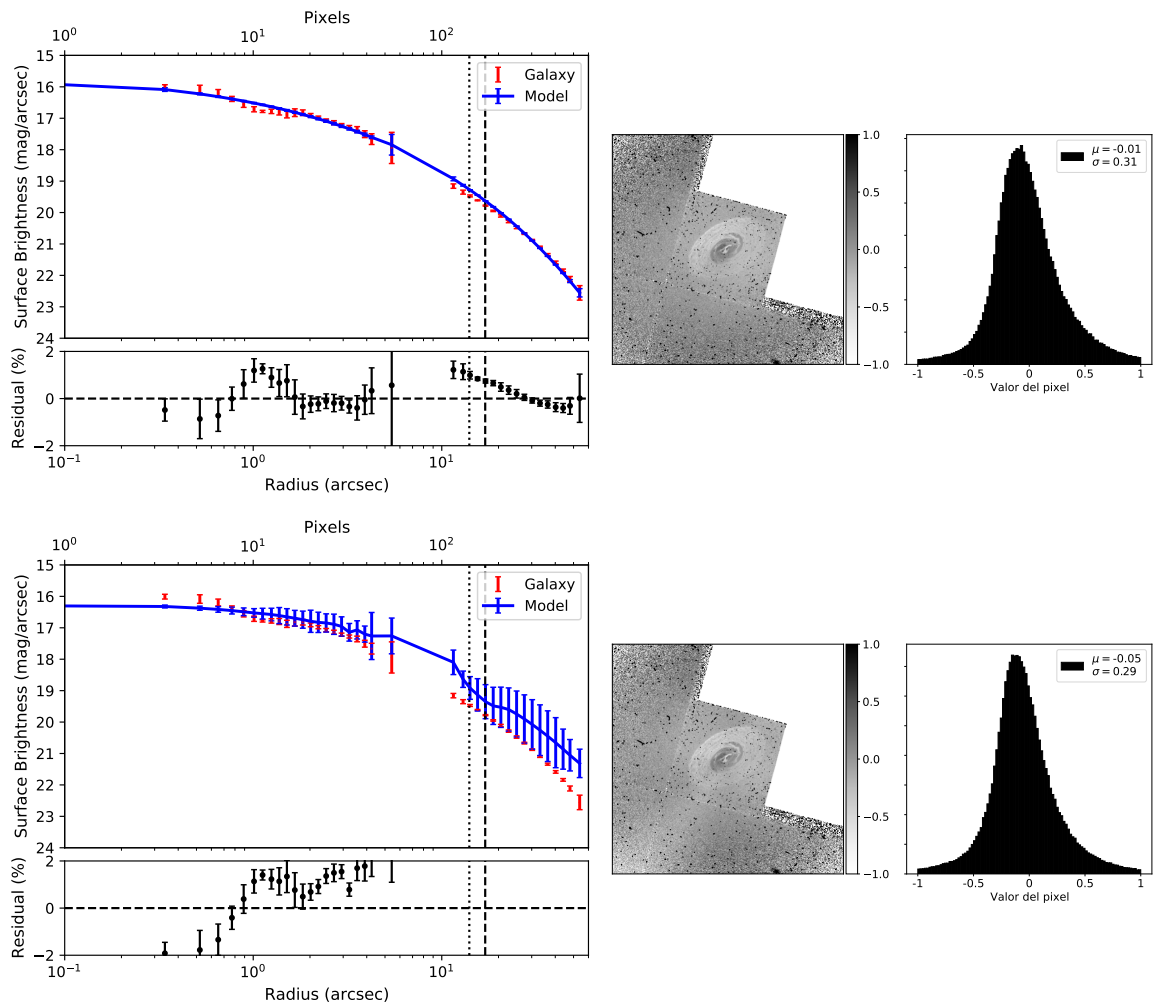 Pixels
10^0 10^1 10^2
Surface Brightness (mag/arcsec)
15
16
17
18
19
20
21
22
23
24
Galaxy
Model
Residual (%)
2
0
−2
10^-1 10^0 10^1
Radius (arcsec)
1.0
0.5
0.0
−0.5
−1.0
μ = -0.01
σ = 0.31
-1 -0.5 0 0.5 1
Valor del pixel
Pixels
10^0 10^1 10^2
Surface Brightness (mag/arcsec)
15
16
17
18
19
20
21
22
23
24
Galaxy
Model
Residual (%)
2
0
−2
10^-1 10^0 10^1
Radius (arcsec)
1.0
0.5
0.0
−0.5
−1.0
μ = -0.05
σ = 0.29
-1 -0.5 0 0.5 1
Valor del pixel